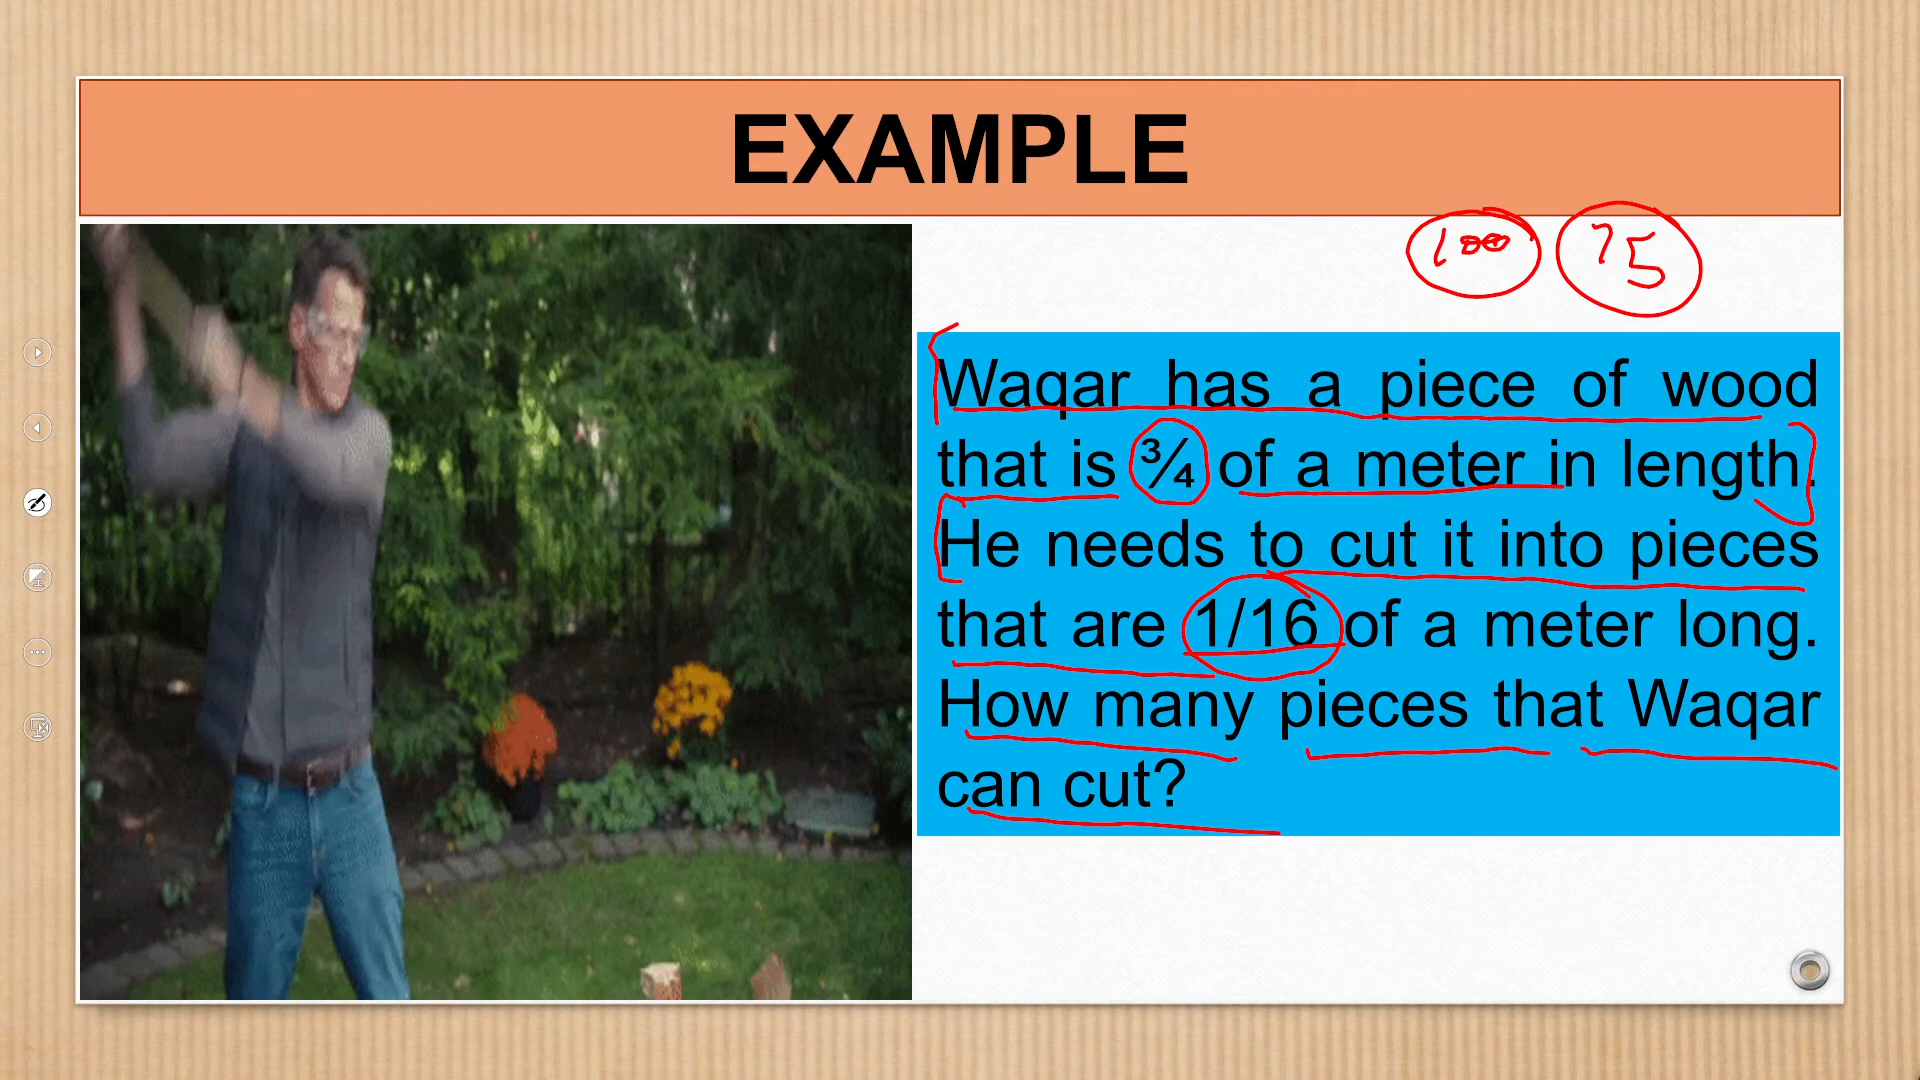 EXAMPLE
100 75
Waqar has a piece of wood
that is ¾ of a meter in length.
He needs to cut it into pieces
that are 1/16 of a meter long.
How many pieces that Waqar
can cut?